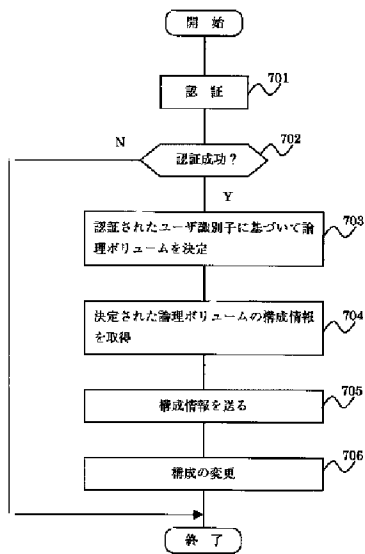 開始
701
認 証
702
N
認証成功？
Y
703
認証されたユーザ識別子に基づいて論
理ボリュームを決定
704
決定された論理ボリュームの構成情報
を取得
705
構成情報を送る
706
構成の変更
終 了